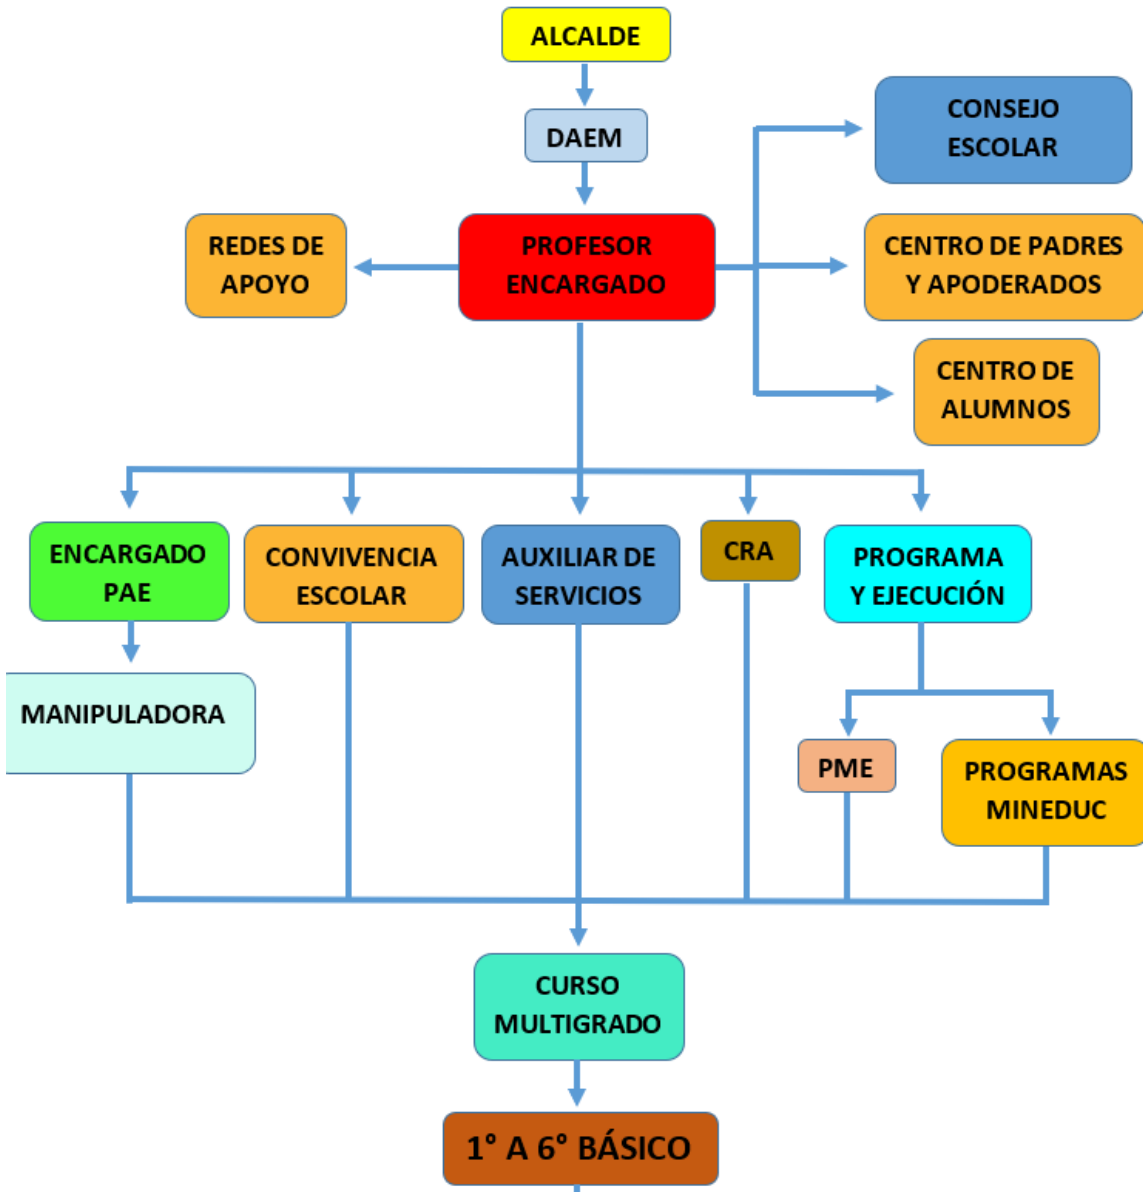 ALCALDE
DAEM
CONSEJO
ESCOLAR
REDES DE
APOYO
PROFESOR
ENCARGADO
CENTRO DE PADRES
Y APODERADOS
CENTRO DE
ALUMNOS
ENCARGADO
PAE
CONVIVENCIA
ESCOLAR
AUXILIAR DE
SERVICIOS
CRA
PROGRAMA
Y EJECUCIÓN
MANIPULADORA
PME
PROGRAMAS
MINEDUC
CURSO
MULTIGRADO
1° A 6° BÁSICO